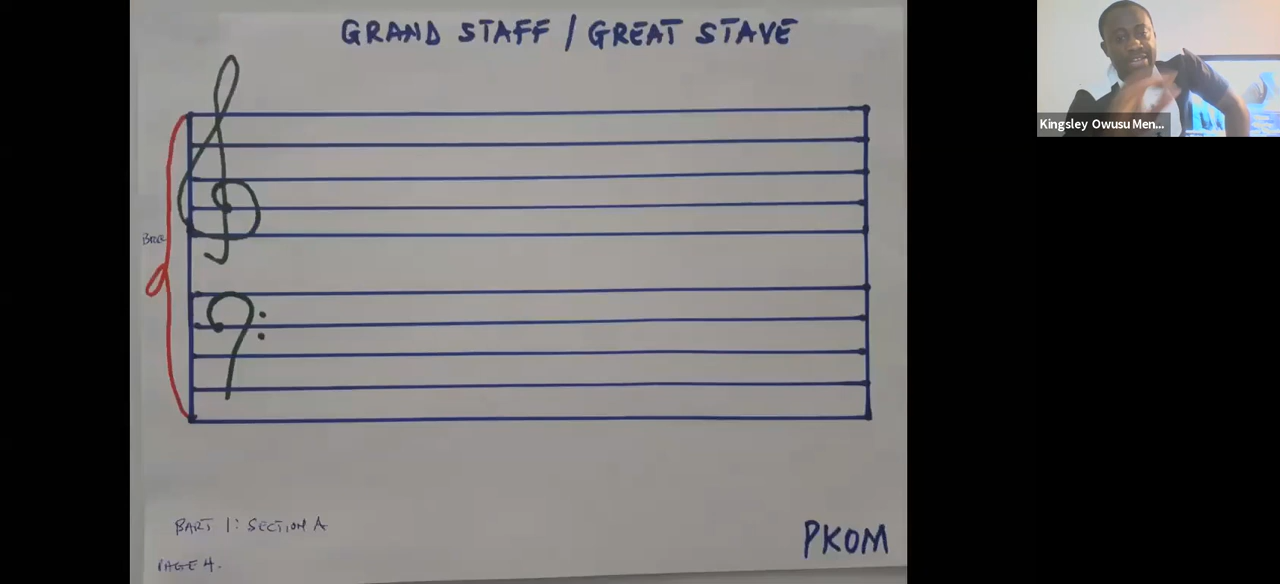 GRAND STAFF / GREAT STAVE
Kingsley Owusu Men...
PART 1: SECTION A
PAGE 4.
PKOM